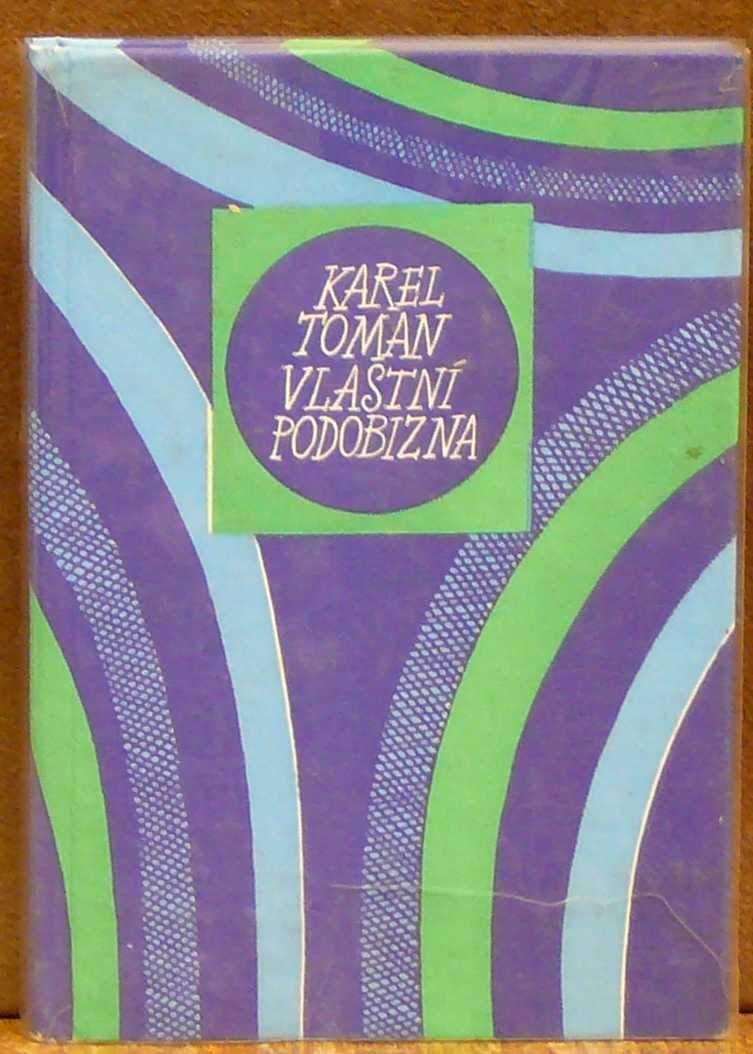 KAREL
TOMAN
VLASTNÍ
PODOBIZNA